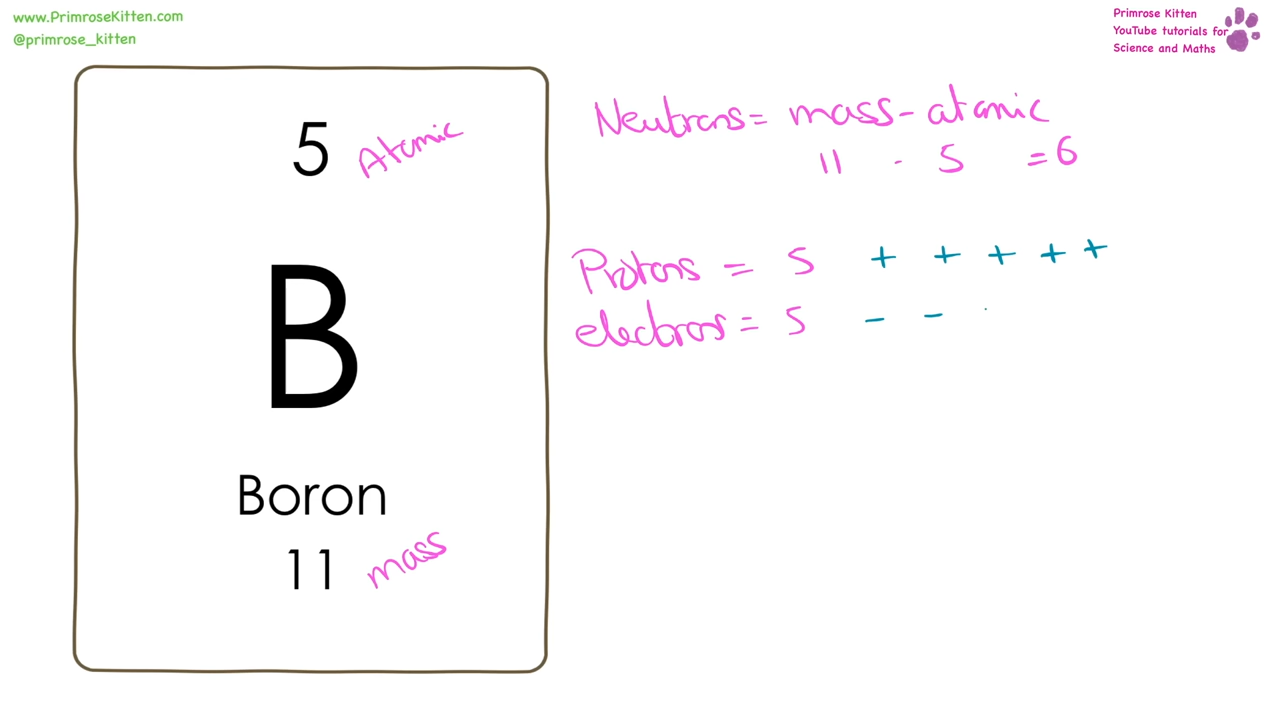 www.PrimroseKitten.com
@primrose_kitten
Primrose Kitten
YouTube tutorials for
Science and Maths
5 Atomic
B
Boron
11 mass
Neutrons = mass - atomic
11 - 5 = 6
Protons = 5 + + + + +
electrons = 5 - -